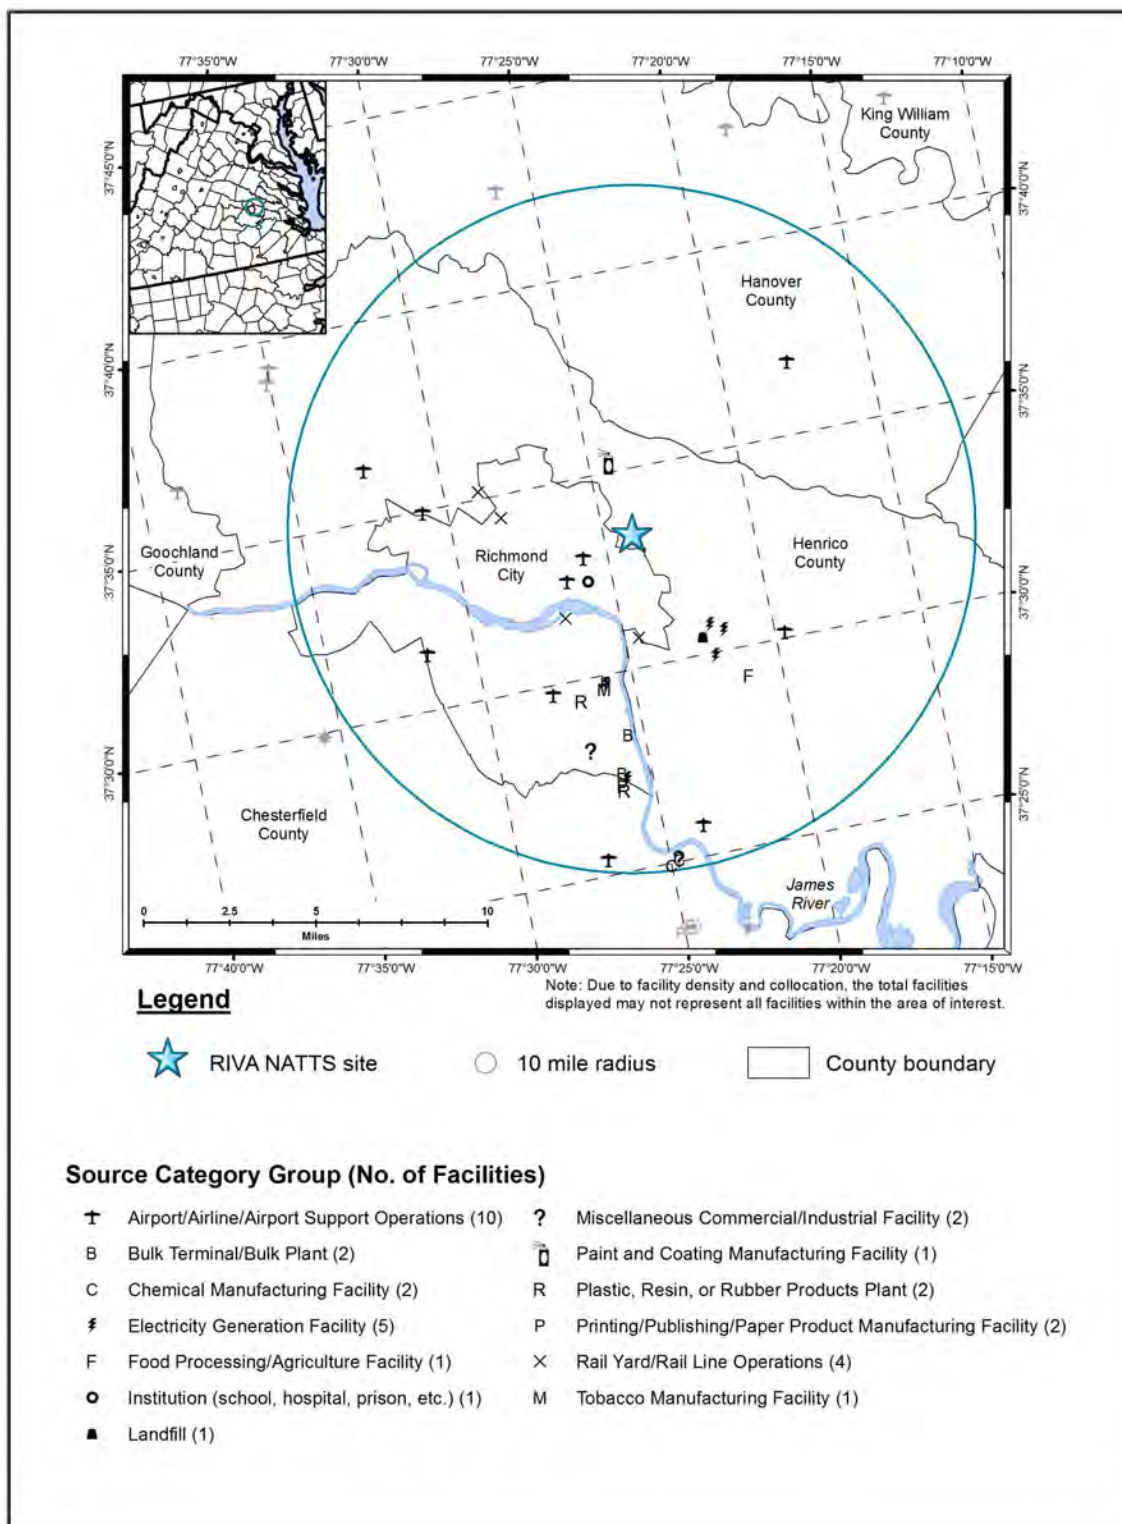 77°35'0"W 77°30'0"W 77°25'0"W 77°20'0"W 77°15'0"W 77°10'0"W
King William
County
37°45'0"N
37°40'0"N
Hanover
County
37°40'0"N
37°35'0"N
Goochland
County
Richmond
City
Henrico
County
37°35'0"N
37°30'0"N
F
M
R
B
37°30'0"N
37°25'0"N
Chesterfield
County
C
James
River
0 2.5 5 10
Miles
77°40'0"W 77°35'0"W 77°30'0"W 77°25'0"W 77°20'0"W 77°15'0"W
Legend
Note: Due to facility density and collocation, the total facilities
displayed may not represent all facilities within the area of interest.
RIVA NATTS site 10 mile radius County boundary
Source Category Group (No. of Facilities)
Airport/Airline/Airport Support Operations (10)
B Bulk Terminal/Bulk Plant (2)
C Chemical Manufacturing Facility (2)
Electricity Generation Facility (5)
F Food Processing/Agriculture Facility (1)
Institution (school, hospital, prison, etc.) (1)
Landfill (1)
? Miscellaneous Commercial/Industrial Facility (2)
Paint and Coating Manufacturing Facility (1)
R Plastic, Resin, or Rubber Products Plant (2)
P Printing/Publishing/Paper Product Manufacturing Facility (2)
Rail Yard/Rail Line Operations (4)
M Tobacco Manufacturing Facility (1)